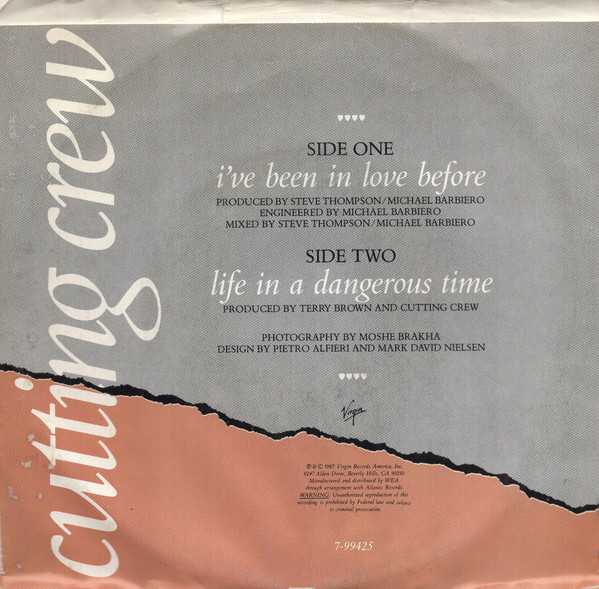 cutting crew
SIDE ONE
i've been in love before
PRODUCED BY STEVE THOMPSON/MICHAEL BARBIERO
ENGINEERED BY MICHAEL BARBIERO
MIXED BY STEVE THOMPSON/MICHAEL BARBIERO
SIDE TWO
life in a dangerous time
PRODUCED BY TERRY BROWN AND CUTTING CREW
PHOTOGRAPHY BY MOSHE BRAKHA
DESIGN BY PIETRO ALFIERI AND MARK DAVID NIELSEN
Virgin
℗ & © 1987 Virgin Records America, Inc.
9247 Alden Drive, Beverly Hills, CA 90210
Manufactured and distributed by WEA
through arrangement with Atlantic Records.
WARNING: Unauthorized reproduction of this
recording is prohibited by Federal law and subject
to criminal prosecution.
7-99425